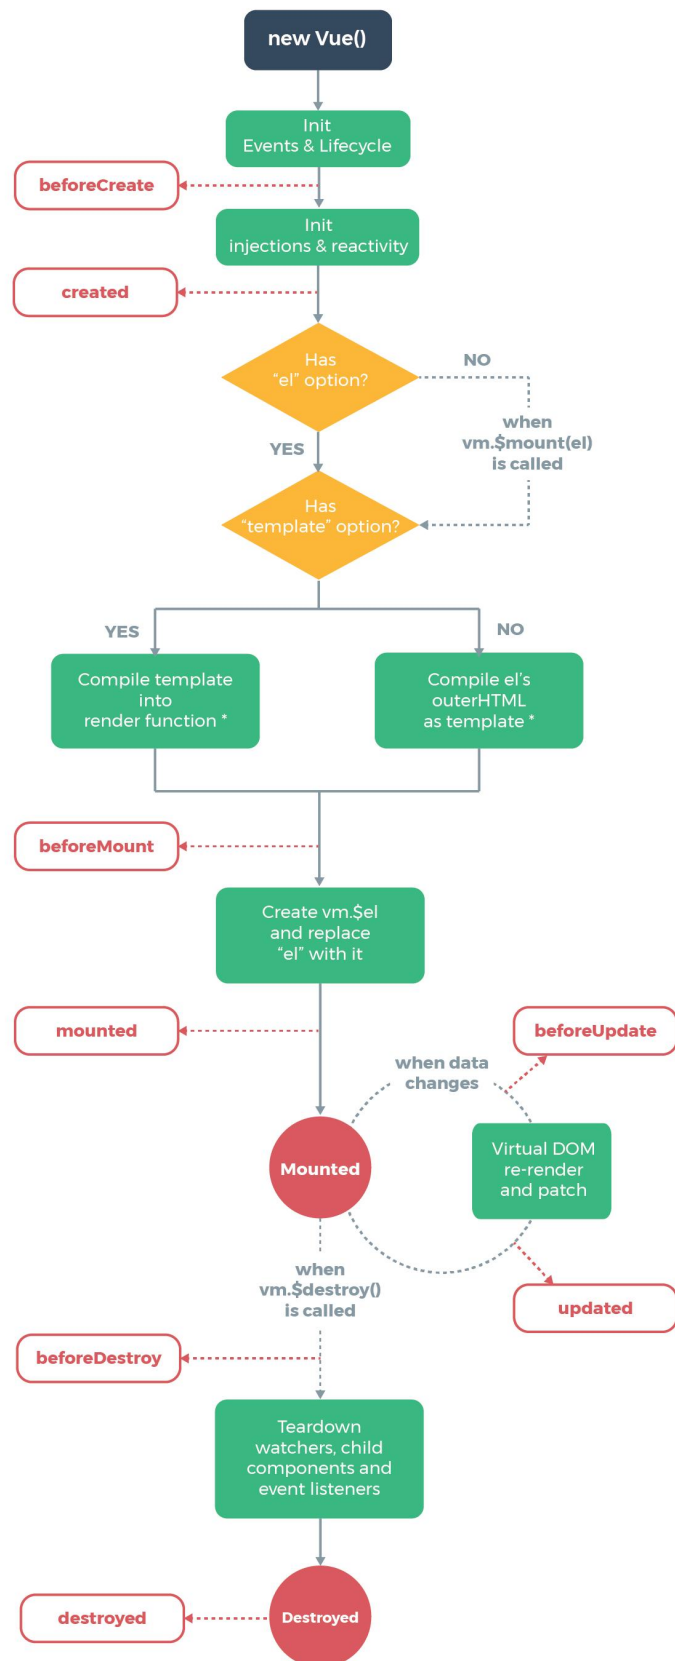 new Vue()
Init
Events & Lifecycle
beforeCreate
Init
injections & reactivity
created
Has
“el” option?
NO
when
vm.$mount(el)
is called
YES
Has
“template” option?
YES
NO
Compile template
into
render function *
Compile el’s
outerHTML
as template *
beforeMount
Create vm.$el
and replace
“el” with it
mounted
beforeUpdate
when data
changes
Mounted
Virtual DOM
re-render
and patch
when
vm.$destroy()
is called
updated
beforeDestroy
Teardown
watchers, child
components and
event listeners
destroyed
Destroyed